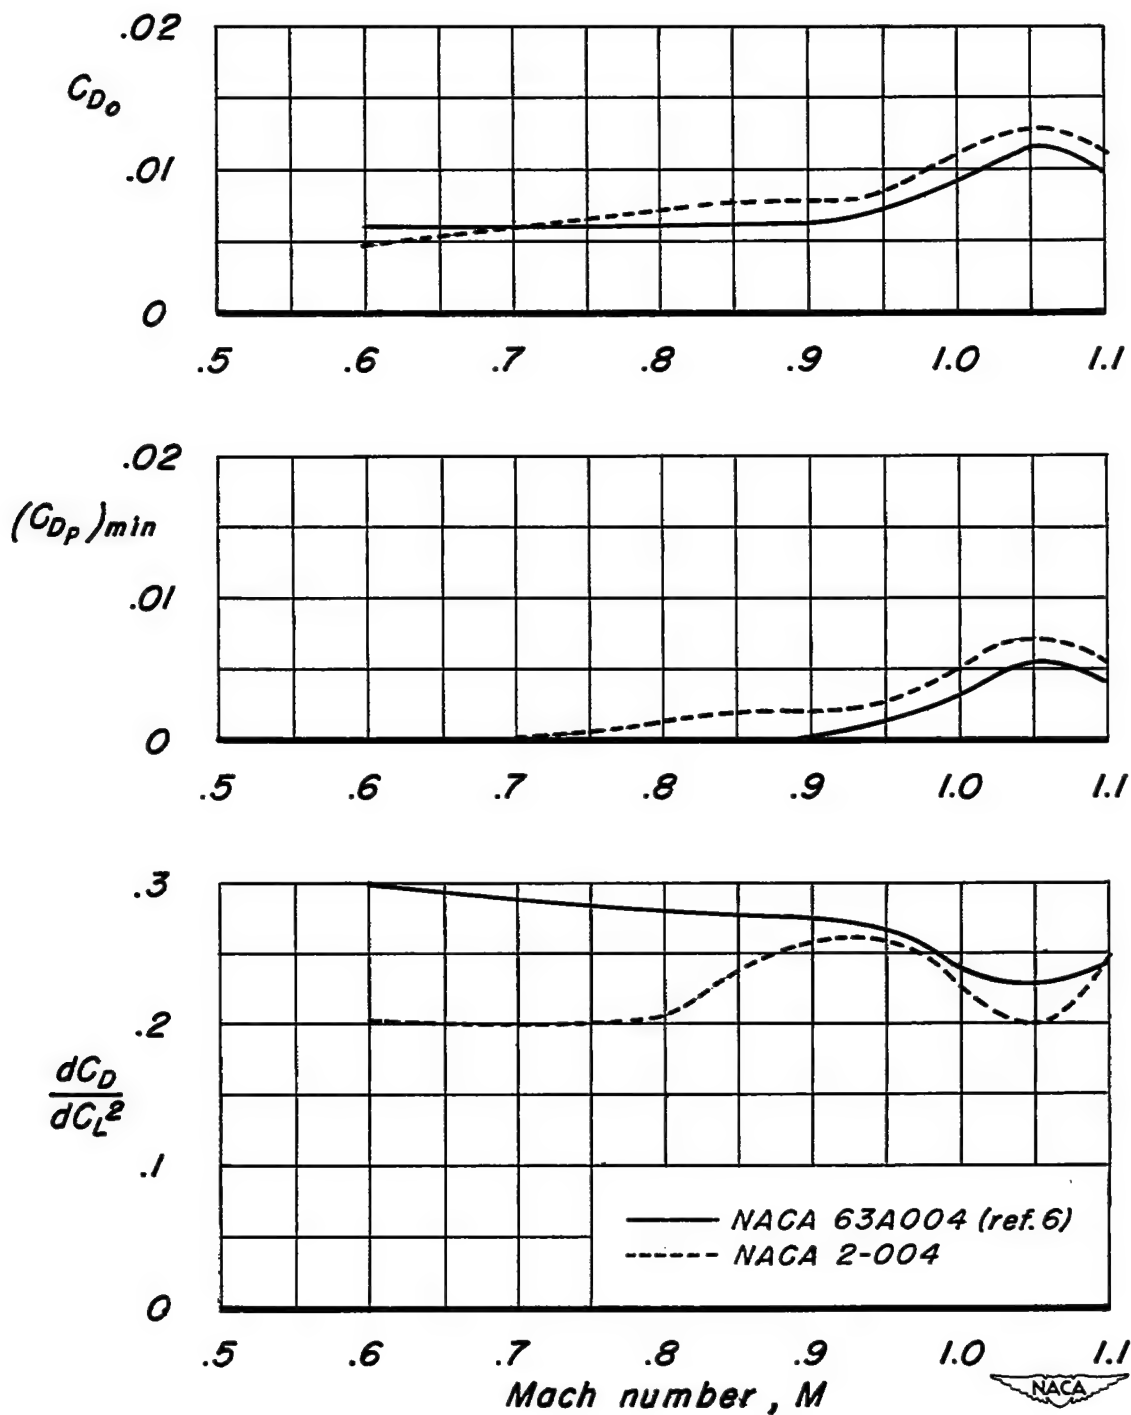 .02
C_{D_0}
.01
0
.5 .6 .7 .8 .9 1.0 1.1
.02
(C_{D_P})min
.01
0
.5 .6 .7 .8 .9 1.0 1.1
.3
.2
dC_D
dC_L^2
.1
NACA 63A004 (ref. 6)
NACA 2-004
0
.5 .6 .7 .8 .9 1.0 1.1
Mach number , M
NACA